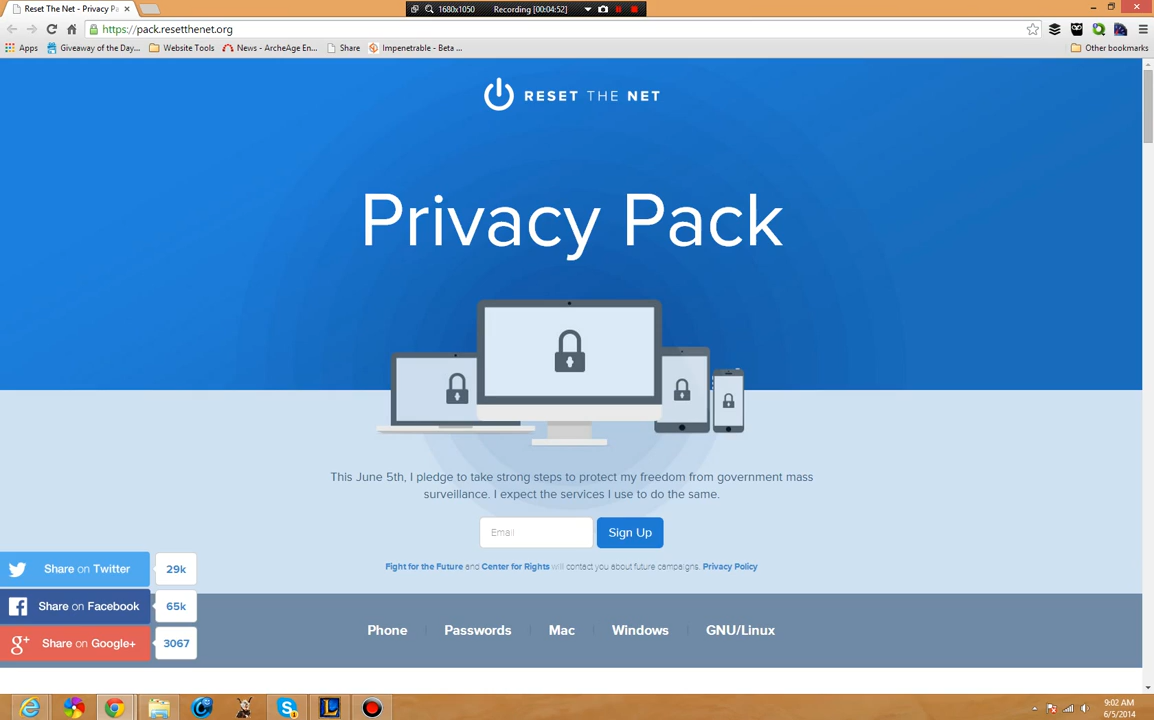 Reset The Net - Privacy Pa
1680x1050 Recording [00:04:52]
https://pack.resetthenet.org
Apps Giveaway of the Day... Website Tools News - ArcheAge En... Share Impenetrable - Beta ... Other bookmarks
RESET THE NET
Privacy Pack
This June 5th, I pledge to take strong steps to protect my freedom from government mass
surveillance. I expect the services I use to do the same.
Email Sign Up
Fight for the Future and Center for Rights will contact you about future campaigns. Privacy Policy
Share on Twitter 29k
Share on Facebook 65k
Share on Google+ 3067
Phone Passwords Mac Windows GNU/Linux
9:02 AM
6/5/2014